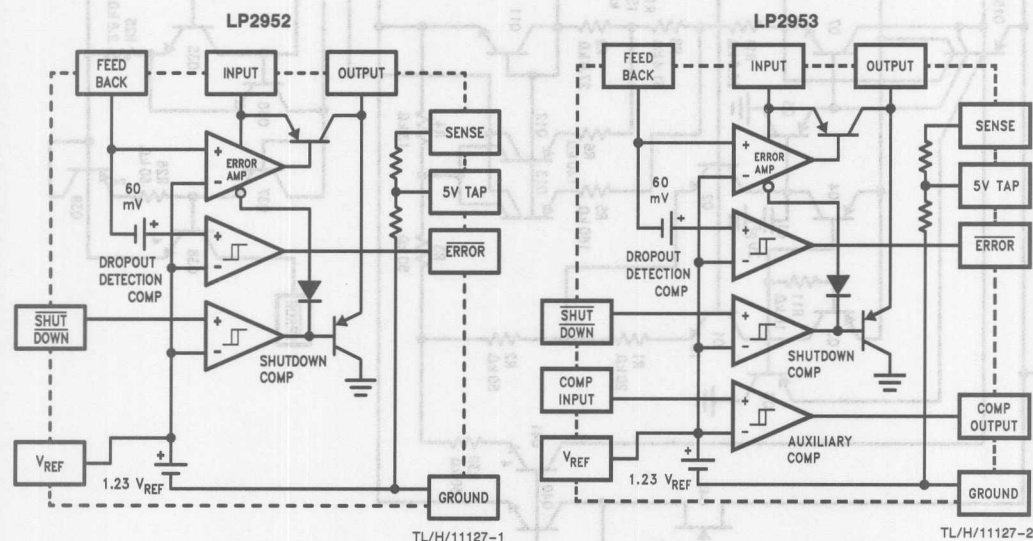 LP2952
FEED
BACK
INPUT
OUTPUT
SENSE
ERROR
AMP
5V TAP
60
mV
ERROR
DROPOUT
DETECTION
COMP
SHUT
DOWN
SHUTDOWN
COMP
VREF
1.23 VREF
GROUND
TL/H/11127-1
LP2953
FEED
BACK
INPUT
OUTPUT
SENSE
ERROR
AMP
5V TAP
60
mV
ERROR
DROPOUT
DETECTION
COMP
SHUT
DOWN
SHUTDOWN
COMP
COMP
INPUT
COMP
OUTPUT
AUXILIARY
COMP
VREF
1.23 VREF
GROUND
TL/H/11127-2